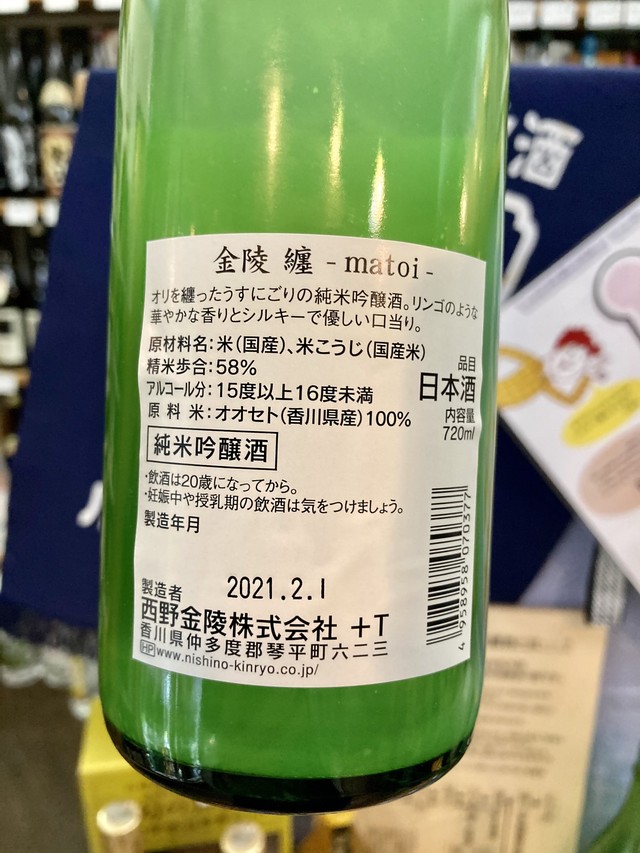 金陵 纏 - matoi -
オリを纏ったうすにごりの純米吟醸酒。リンゴのような
華やかな香りとシルキーで優しい口当り。
原材料名:米(国産)、米こうじ(国産米)
精米歩合:58%
アルコール分:15度以上16度未満
原 料 米:オオセト(香川県産)100%
品目
日本酒
内容量
720ml
純米吟醸酒
・飲酒は20歳になってから。
・妊娠中や授乳期の飲酒は気をつけましょう。
製造年月
2021.2.1
製造者
西野金陵株式会社 +T
香川県仲多度郡琴平町六二三
HP www.nishino-kinryo.co.jp/
4 958958 070377
酒